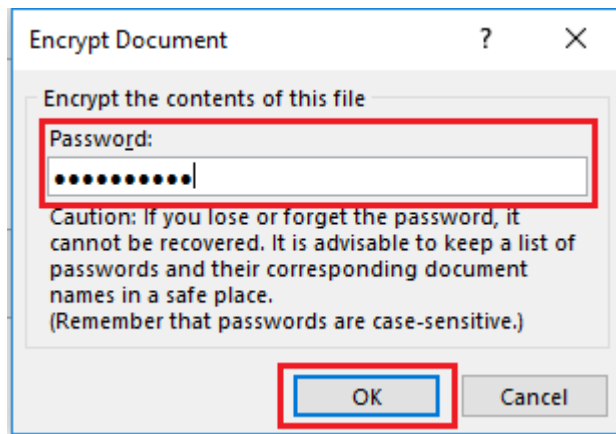 Encrypt Document
?
Encrypt the contents of this file
Password:
●●●●●●●●●●
Caution: If you lose or forget the password, it
cannot be recovered. It is advisable to keep a list of
passwords and their corresponding document
names in a safe place.
(Remember that passwords are case-sensitive.)
OK
Cancel